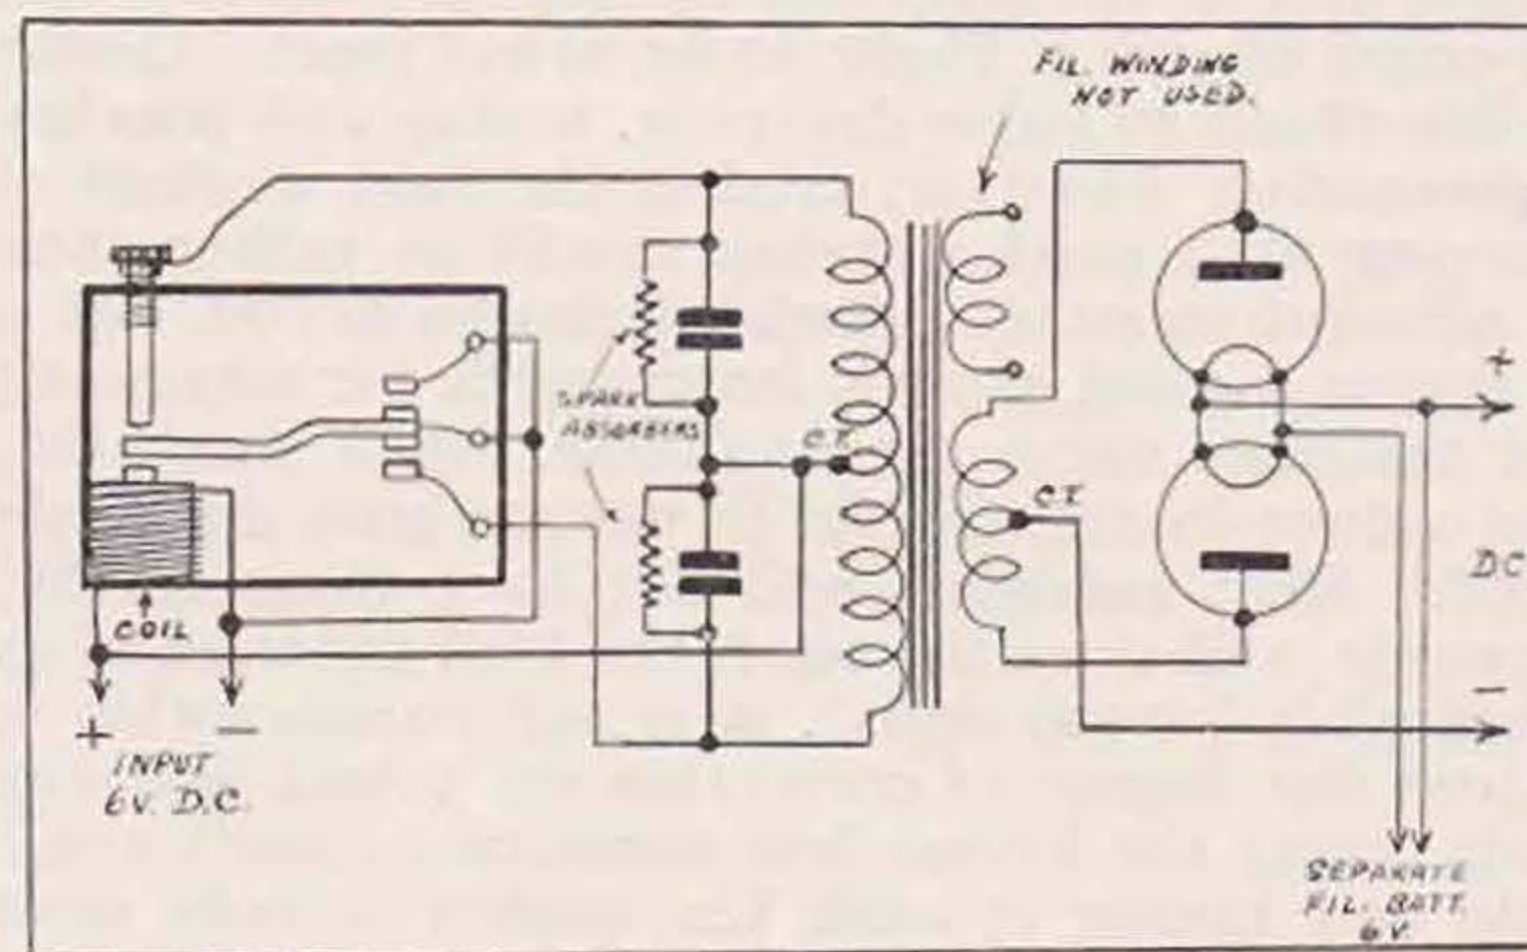 FIL. WINDING
NOT USED.
SPARK
ABSORBERS
C.T.
C.T.
+
DC
-
COIL
+ -
INPUT
6V. D.C.
SEPARATE
FIL. BATT.
6V.